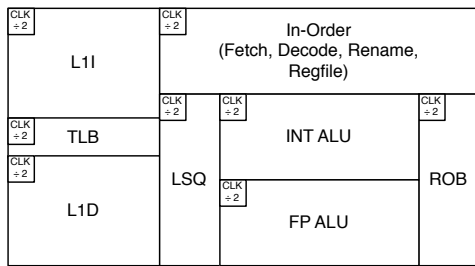 CLK
÷ 2
L1I
CLK
÷ 2
In-Order
(Fetch, Decode, Rename,
Regfile)
CLK
÷ 2
TLB
CLK
÷ 2
L1D
CLK
÷ 2
LSQ
CLK
÷ 2
INT ALU
CLK
÷ 2
FP ALU
CLK
÷ 2
ROB